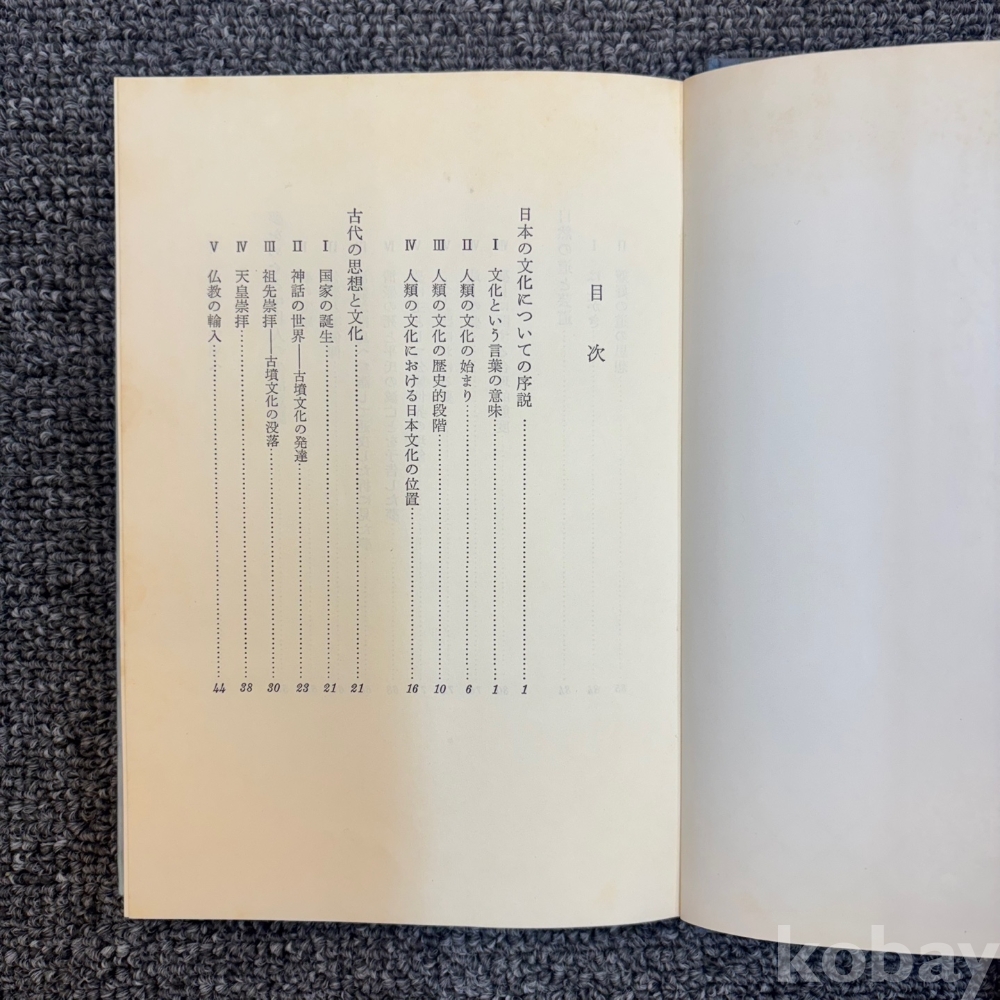 目次
日本の文化についての序説……1
Ⅰ 文化という言葉の意味……1
Ⅱ 人類の文化の始まり……6
Ⅲ 人類の文化の歴史的段階……10
Ⅳ 人類の文化における日本文化の位置……16
古代の思想と文化……21
Ⅰ 国家の誕生……21
Ⅱ 神話の世界——古墳文化の発達……23
Ⅲ 祖先崇拝——古墳文化の没落……30
Ⅳ 天皇崇拝……38
Ⅴ 仏教の輸入……44
kobay